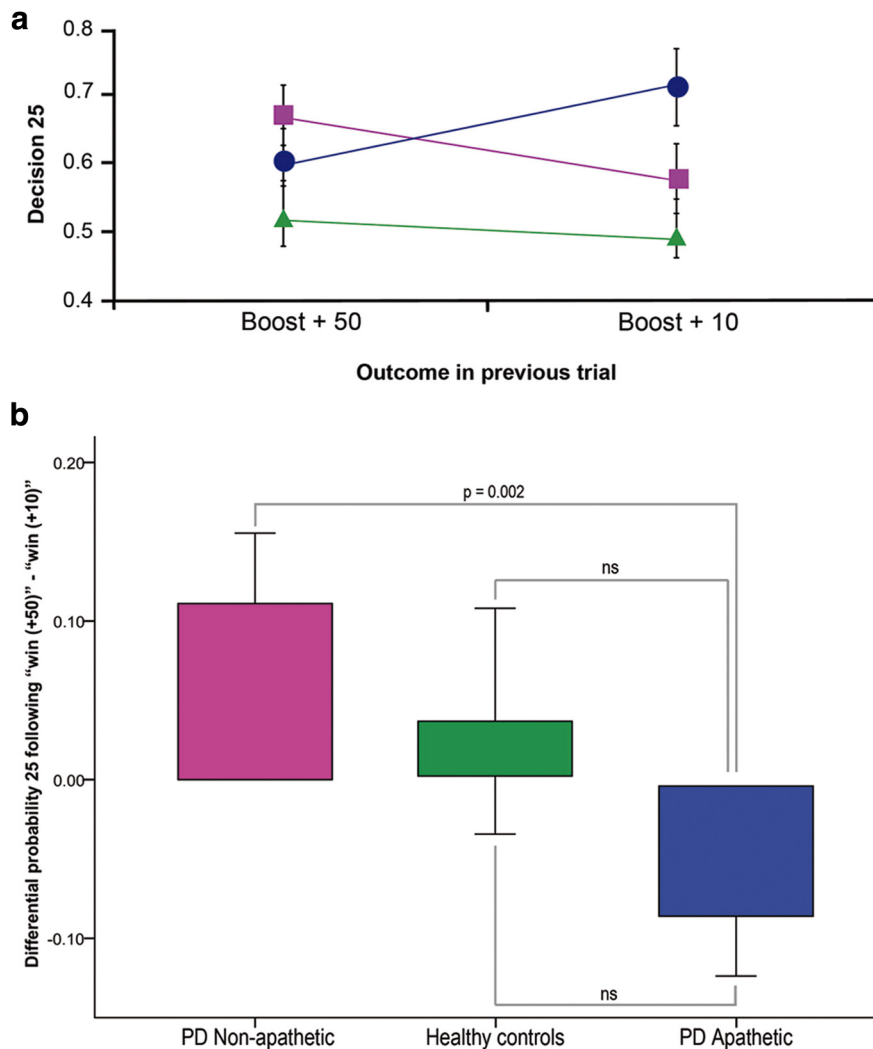 a
0.8
0.7
0.6
0.5
0.4
Decision 25
Boost + 50 Boost + 10
Outcome in previous trial
b
0.20
0.10
0.00
-0.10
Differential probability 25 following “win (+50)” - “win (+10)”
p = 0.002
ns
ns
PD Non-apathetic Healthy controls PD Apathetic